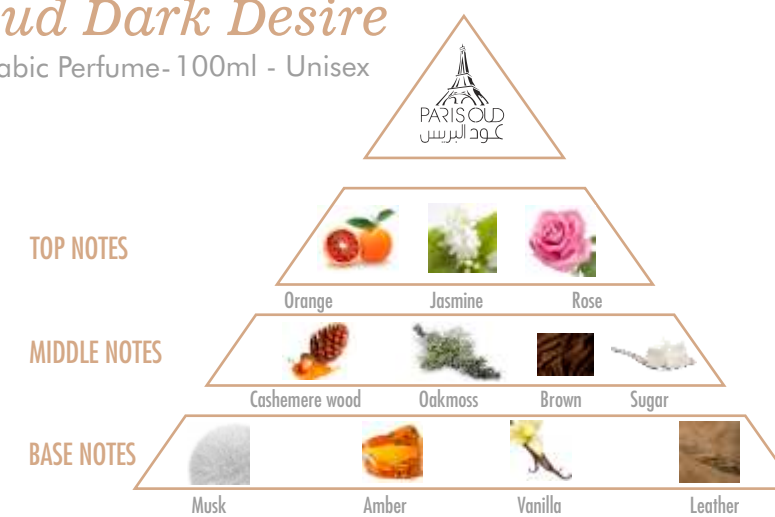 ud Dark Desire
abic Perfume-100ml - Unisex
PARIS OUD
عود البريس
TOP NOTES
Orange Jasmine Rose
MIDDLE NOTES
Cashemere wood Oakmoss Brown Sugar
BASE NOTES
Musk Amber Vanilla Leather